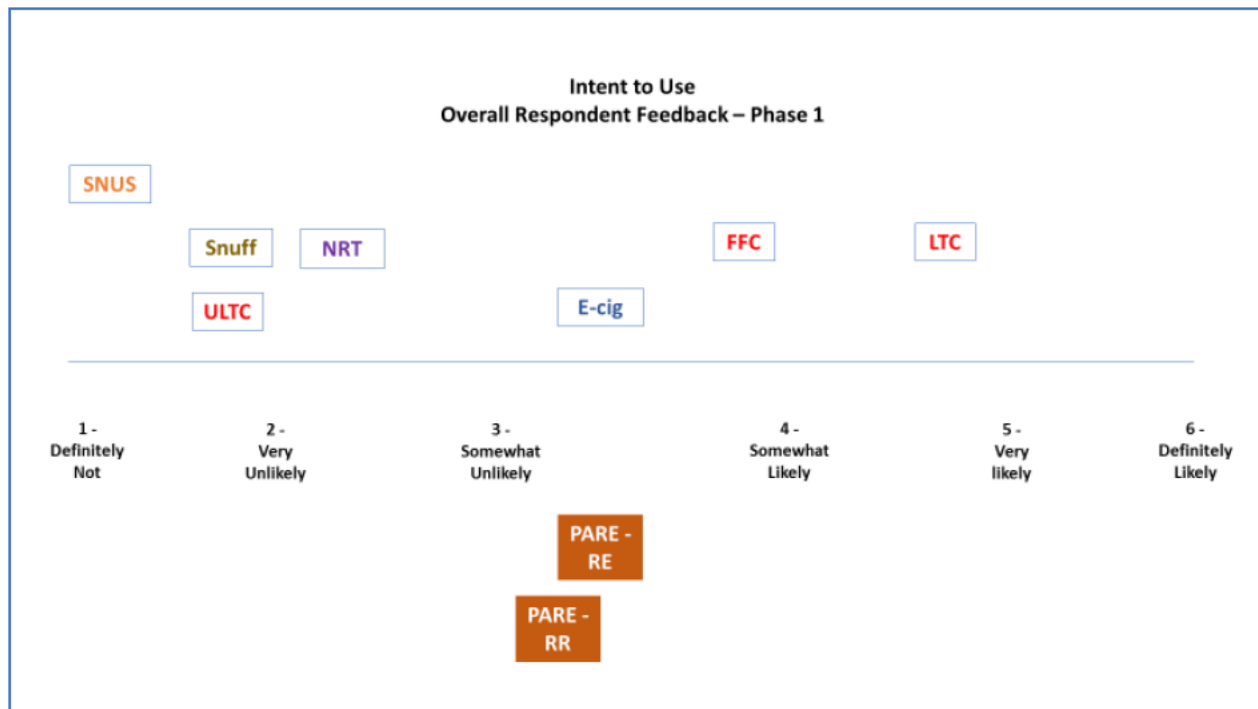 Intent to Use
Overall Respondent Feedback – Phase 1
SNUS
Snuff
NRT
FFC
LTC
ULTC
E-cig
1 -
Definitely
Not
2 -
Very
Unlikely
3 -
Somewhat
Unlikely
4 -
Somewhat
Likely
5 -
Very
likely
6 -
Definitely
Likely
PARE -
RE
PARE -
RR